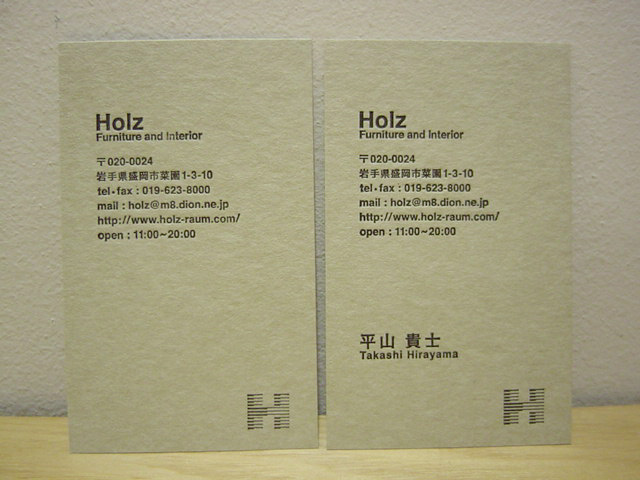 Holz
Furniture and Interior
〒020-0024
岩手県盛岡市菜園1-3-10
tel・fax : 019-623-8000
mail : holz@m8.dion.ne.jp
http://www.holz-raum.com/
open : 11:00~20:00
H
Holz
Furniture and Interior
〒020-0024
岩手県盛岡市菜園1-3-10
tel・fax : 019-623-8000
mail : holz@m8.dion.ne.jp
http://www.holz-raum.com/
open : 11:00~20:00
平山 貴士
Takashi Hirayama
H